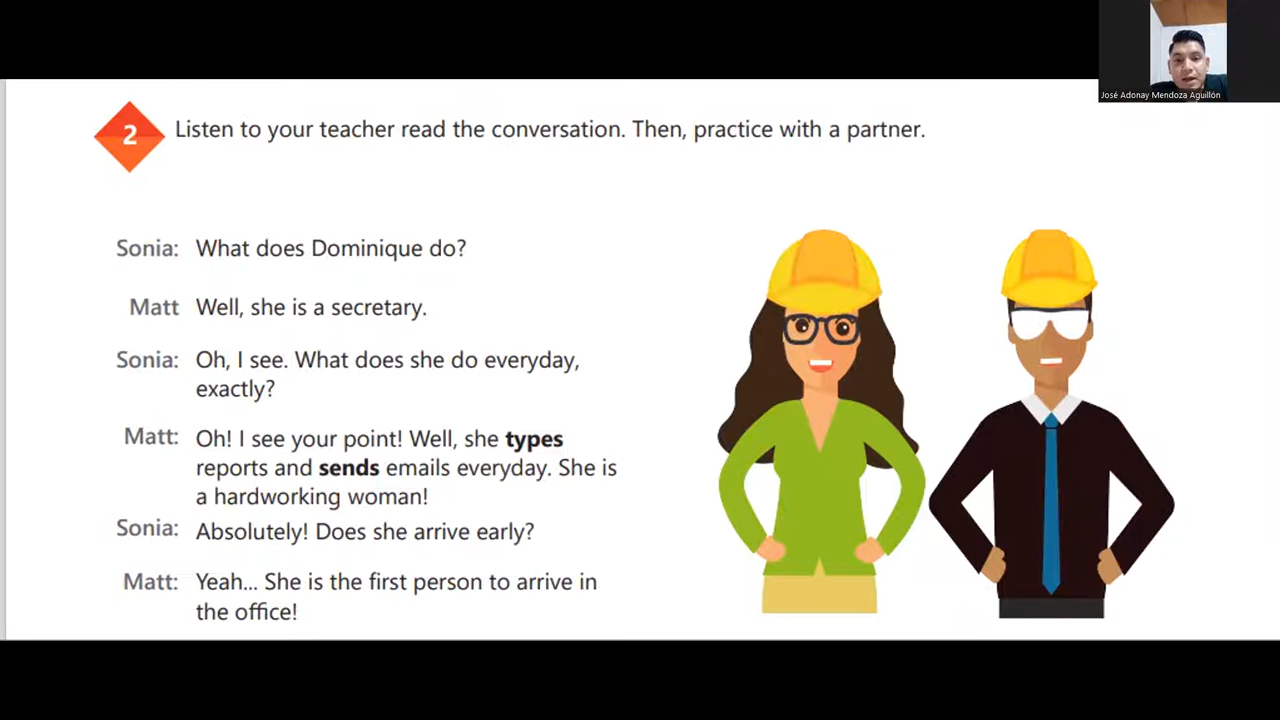 José Adonay Mendoza Aguillón
2
Listen to your teacher read the conversation. Then, practice with a partner.
Sonia: What does Dominique do?
Matt Well, she is a secretary.
Sonia: Oh, I see. What does she do everyday,
exactly?
Matt: Oh! I see your point! Well, she types
reports and sends emails everyday. She is
a hardworking woman!
Sonia: Absolutely! Does she arrive early?
Matt: Yeah... She is the first person to arrive in
the office!